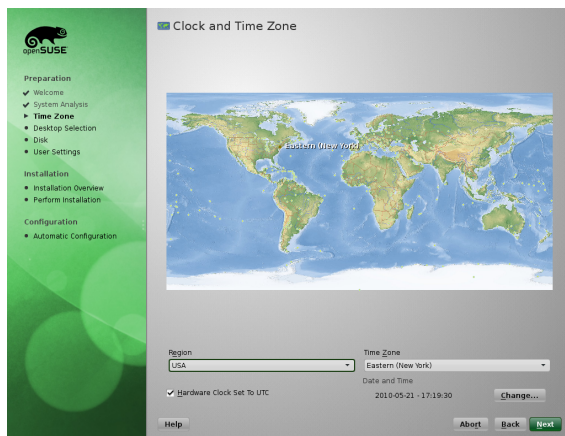 openSUSE
Clock and Time Zone
Preparation
Welcome
System Analysis
Time Zone
Desktop Selection
Disk
User Settings
Installation
Installation Overview
Perform Installation
Configuration
Automatic Configuration
Eastern (New York)
Region
USA
Time Zone
Eastern (New York)
Hardware Clock Set To UTC
Date and Time
2010-05-21 - 17:19:30
Change...
Help
Abort
Back
Next